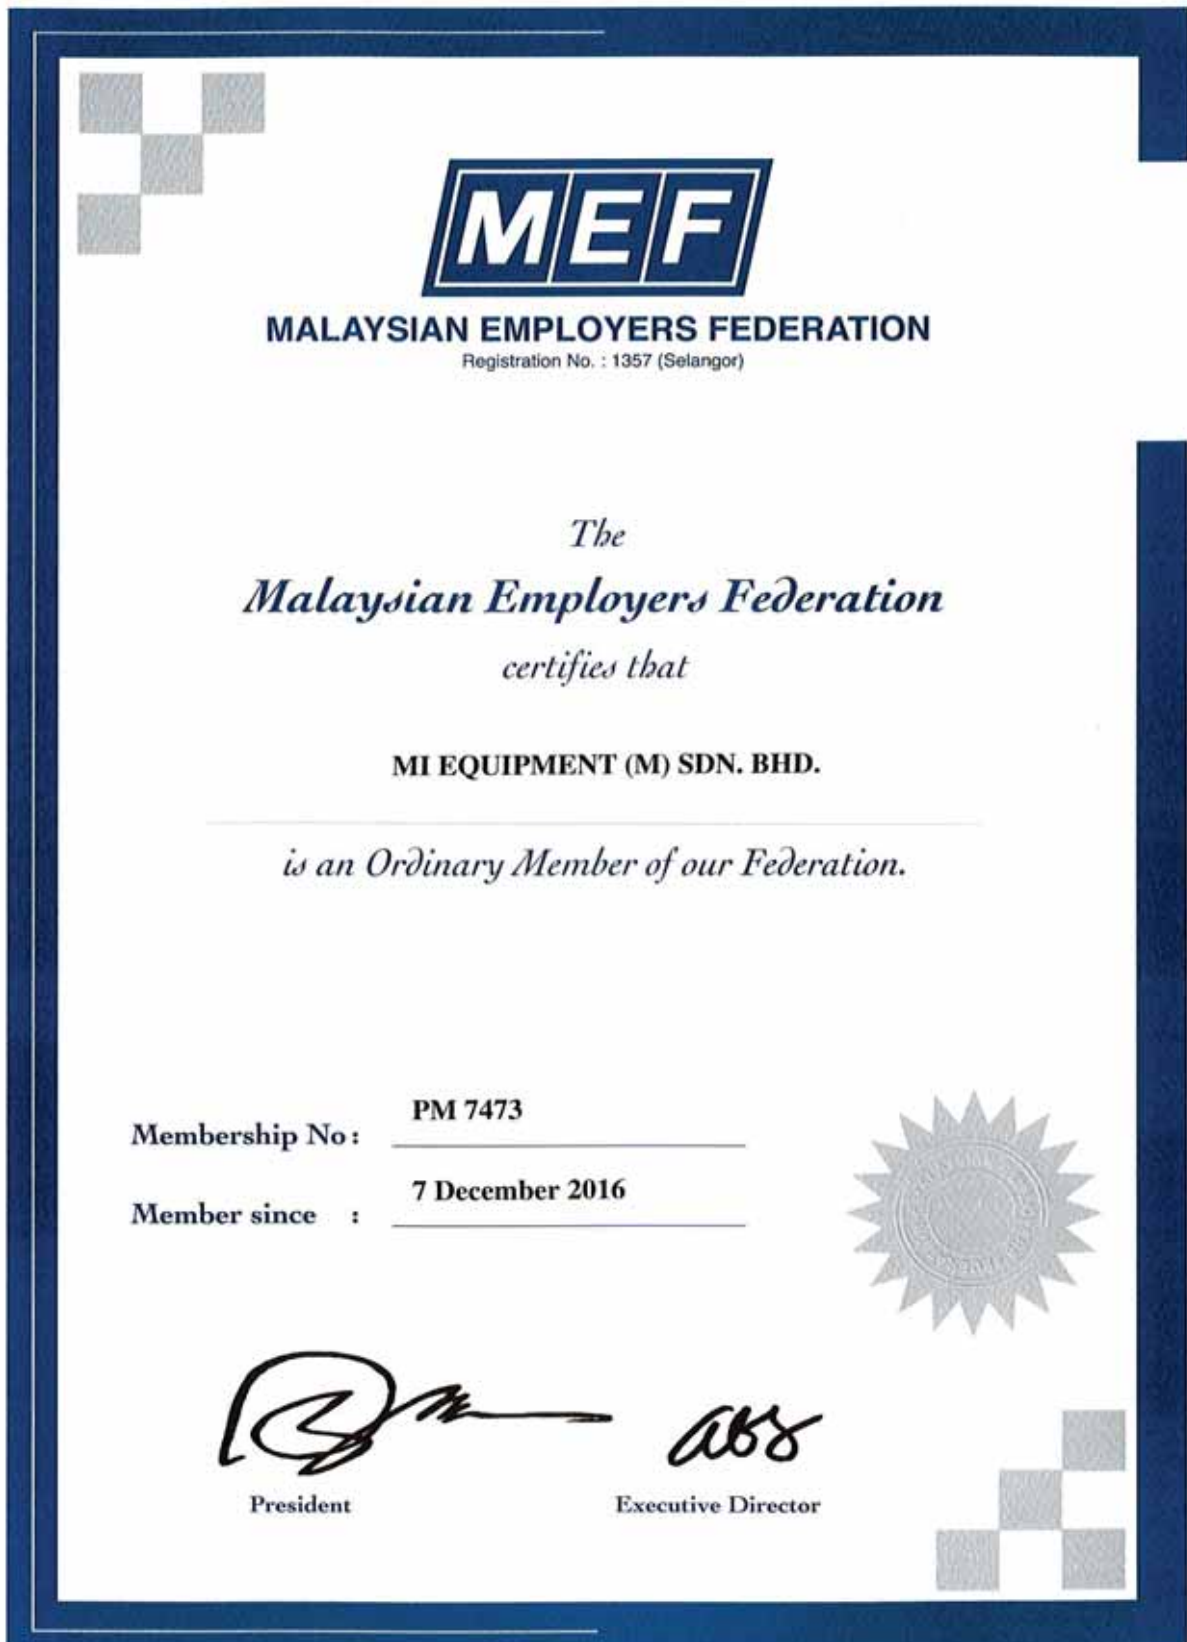 MEF
MALAYSIAN EMPLOYERS FEDERATION
Registration No. : 1357 (Selangor)
The
Malaysian Employers Federation
certifies that
MI EQUIPMENT (M) SDN. BHD.
is an Ordinary Member of our Federation.
Membership No : PM 7473
Member since : 7 December 2016
President
Executive Director